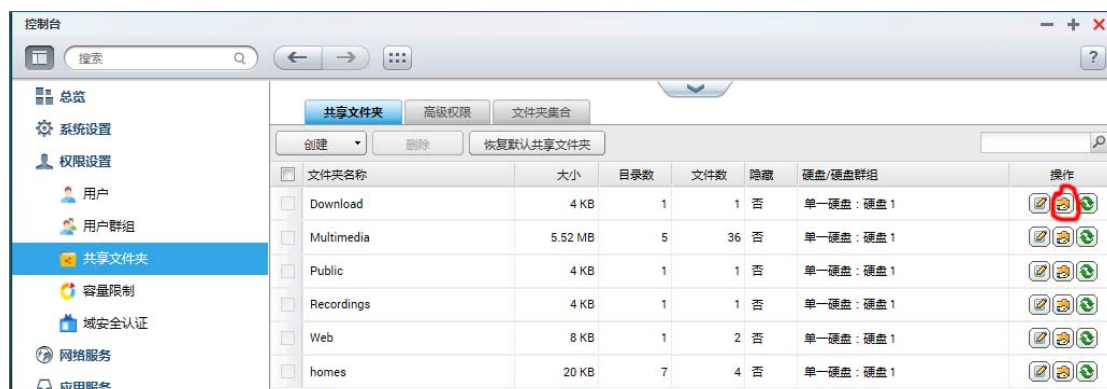 控制台
搜索
?
总览
系统设置
权限设置
用户
用户群组
共享文件夹
容量限制
域安全认证
网络服务
应用服务
共享文件夹 高级权限 文件夹集合
创建 删除 恢复默认共享文件夹
文件夹名称 大小 目录数 文件数 隐藏 硬盘/硬盘群组 操作
Download 4 KB 1 1 否 单一硬盘：硬盘 1
Multimedia 5.52 MB 5 36 否 单一硬盘：硬盘 1
Public 4 KB 1 1 否 单一硬盘：硬盘 1
Recordings 4 KB 1 1 否 单一硬盘：硬盘 1
Web 8 KB 1 2 否 单一硬盘：硬盘 1
homes 20 KB 7 4 否 单一硬盘：硬盘 1